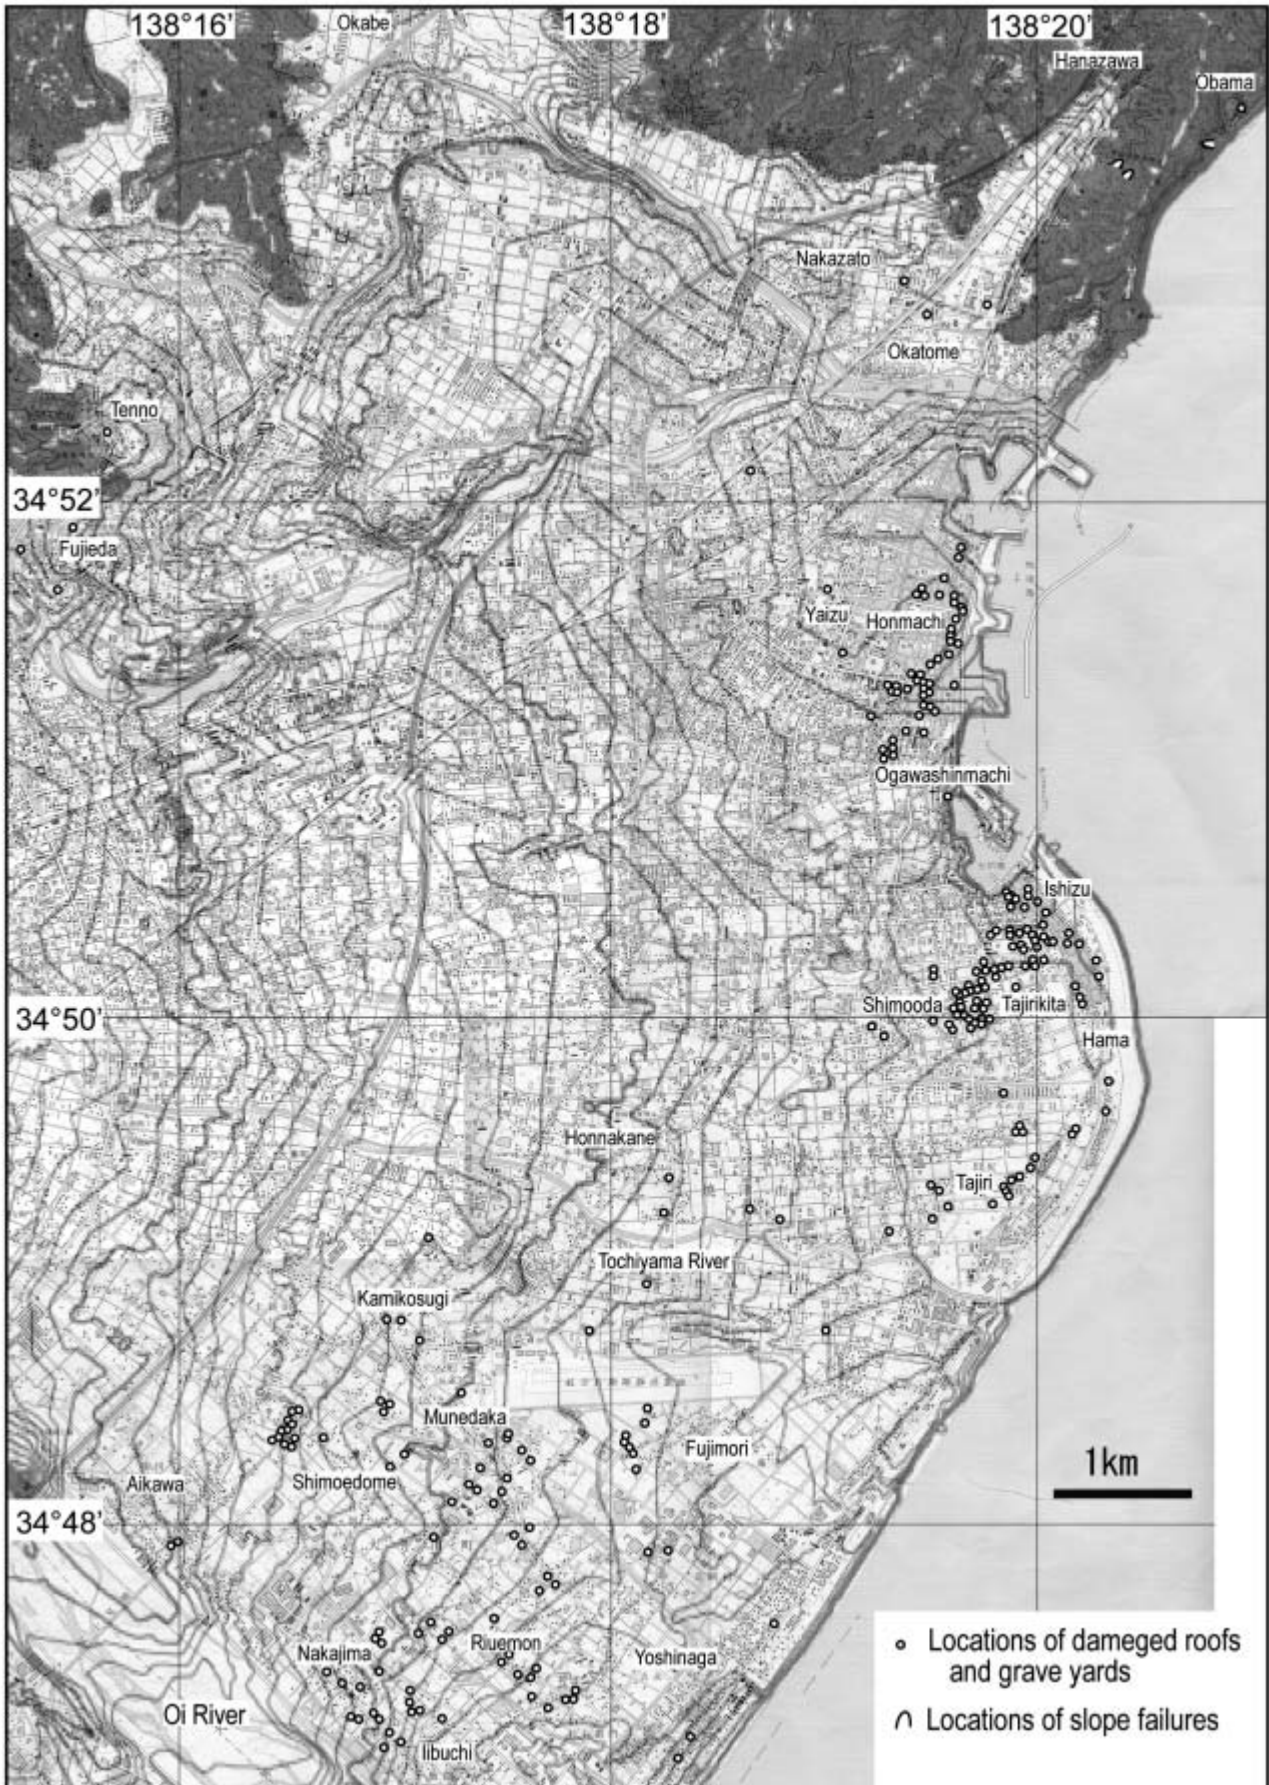 Okabe
138°16'
138°18'
138°20'
Hanazawa
Obama
Nakazato
Okatome
Tenno
34°52'
Fujieda
Yaizu
Honmachi
Ogawashinmachi
Ishizu
Shimooda
Tajirikita
34°50'
Hama
Honnakane
Tajiri
Tochiyama River
Kamikosugi
Munedaka
Fujimori
1km
Aikawa
Shimoedome
34°48'
Nakajima
Riuemon
Yoshinaga
Locations of dameged roofs
and grave yards
Oi River
Locations of slope failures
Iibuchi